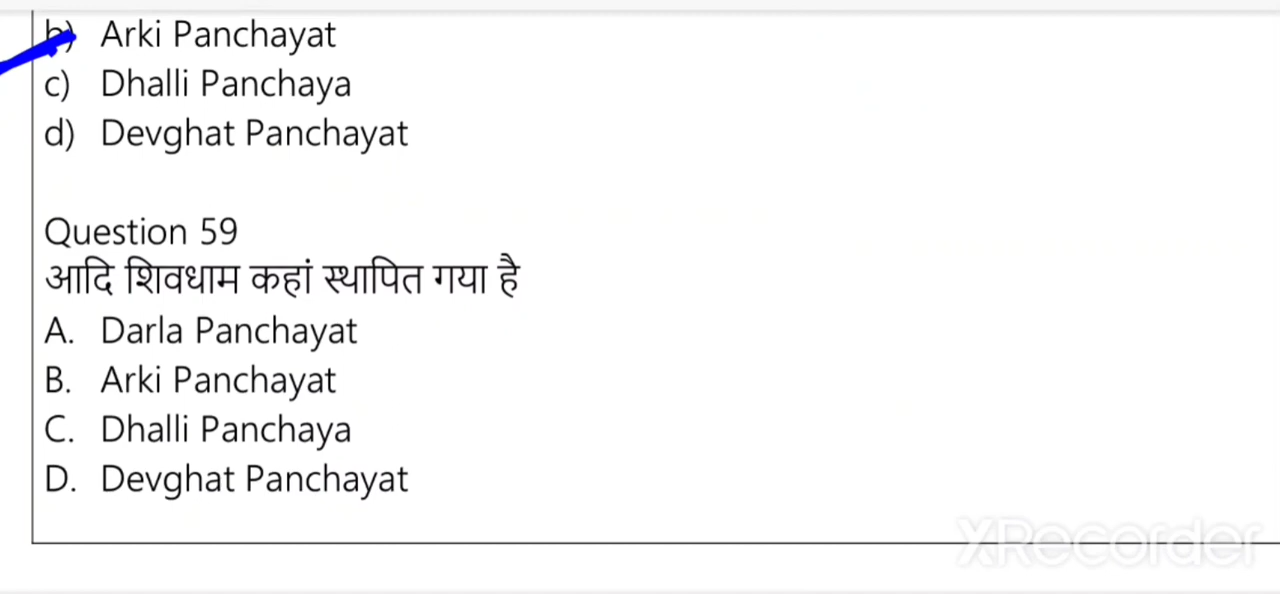 b) Arki Panchayat
c) Dhalli Panchaya
d) Devghat Panchayat
Question 59
आदि शिवधाम कहां स्थापित गया है
A. Darla Panchayat
B. Arki Panchayat
C. Dhalli Panchaya
D. Devghat Panchayat
XRecorder